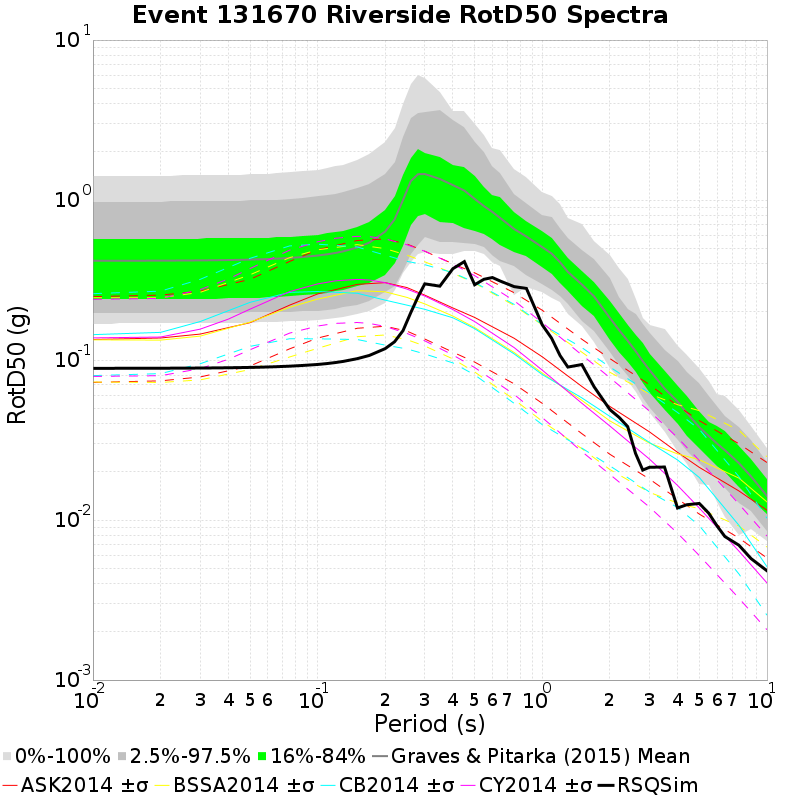 Event 131670 Riverside RotD50 Spectra
10^1
10^0
10^-1
10^-2
10^-3
RotD50 (g)
10^-2 2 3 4 5 6 10^-1 2 3 4 5 6 7 10^0 2 3 4 5 6 7 10^1
Period (s)
0%-100% 2.5%-97.5% 16%-84% Graves & Pitarka (2015) Mean
ASK2014 ±σ BSSA2014 ±σ CB2014 ±σ CY2014 ±σ RSQSim